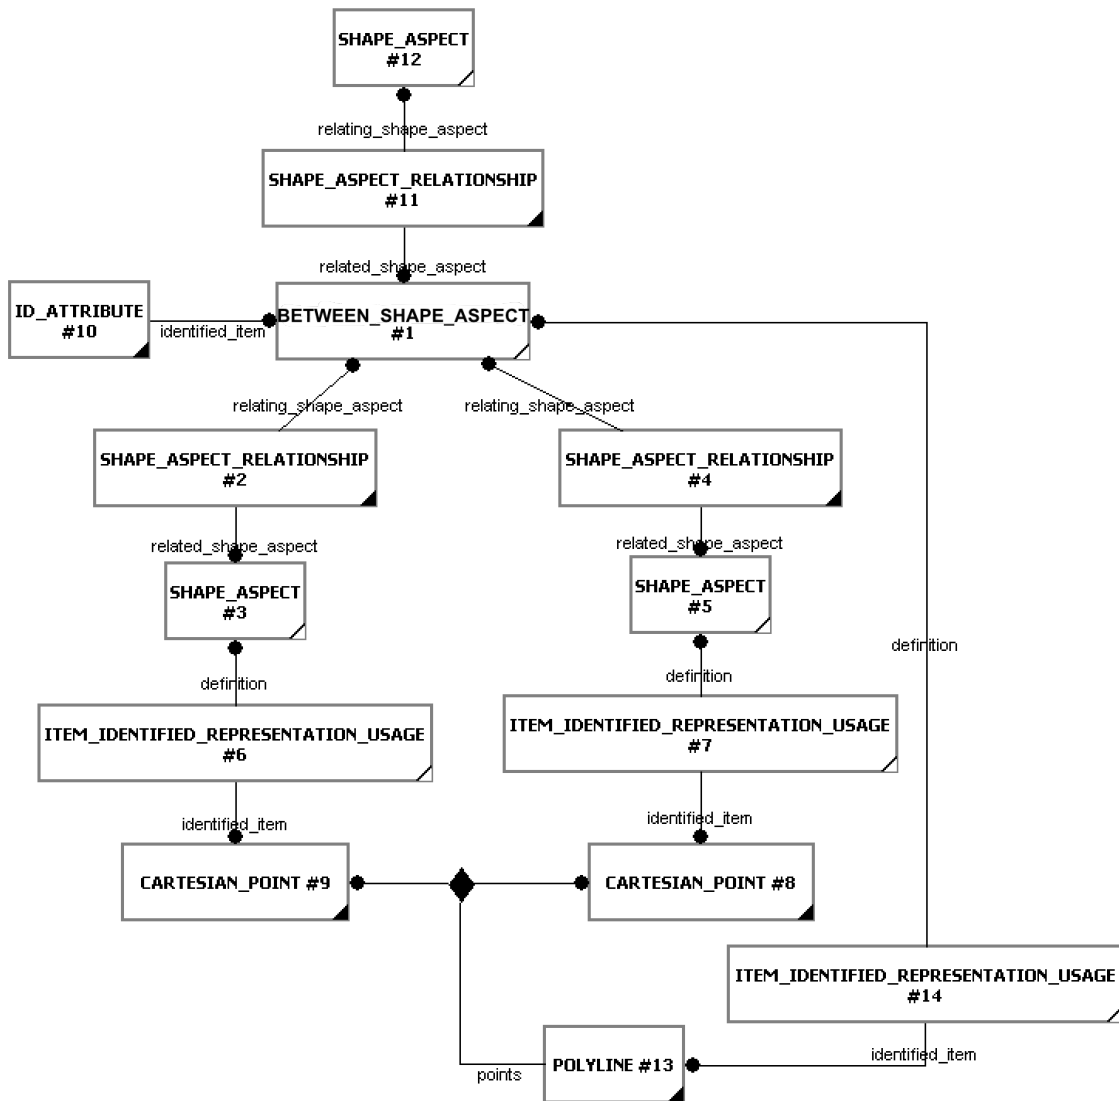 SHAPE_ASPECT
#12
relating_shape_aspect
SHAPE_ASPECT_RELATIONSHIP
#11
related_shape_aspect
ID_ATTRIBUTE
#10
identified_item
BETWEEN_SHAPE_ASPECT
#1
relating_shape_aspect
relating_shape_aspect
SHAPE_ASPECT_RELATIONSHIP
#2
SHAPE_ASPECT_RELATIONSHIP
#4
related_shape_aspect
related_shape_aspect
SHAPE_ASPECT
#3
SHAPE_ASPECT
#5
definition
definition
definition
ITEM_IDENTIFIED_REPRESENTATION_USAGE
#6
ITEM_IDENTIFIED_REPRESENTATION_USAGE
#7
identified_item
identified_item
CARTESIAN_POINT #9
CARTESIAN_POINT #8
ITEM_IDENTIFIED_REPRESENTATION_USAGE
#14
identified_item
POLYLINE #13
points